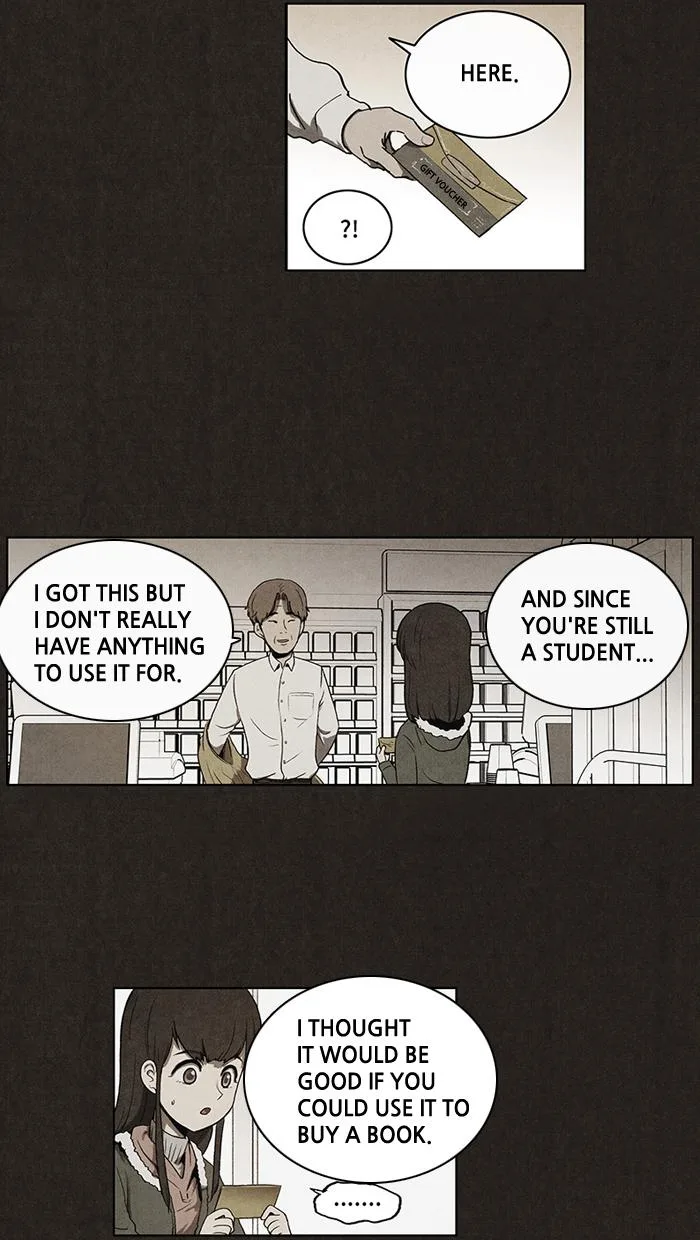 HERE.
GIFT VOUCHER
?!
I GOT THIS BUT
I DON'T REALLY
HAVE ANYTHING
TO USE IT FOR.
AND SINCE
YOU'RE STILL
A STUDENT...
I THOUGHT
IT WOULD BE
GOOD IF YOU
COULD USE IT TO
BUY A BOOK.
.......